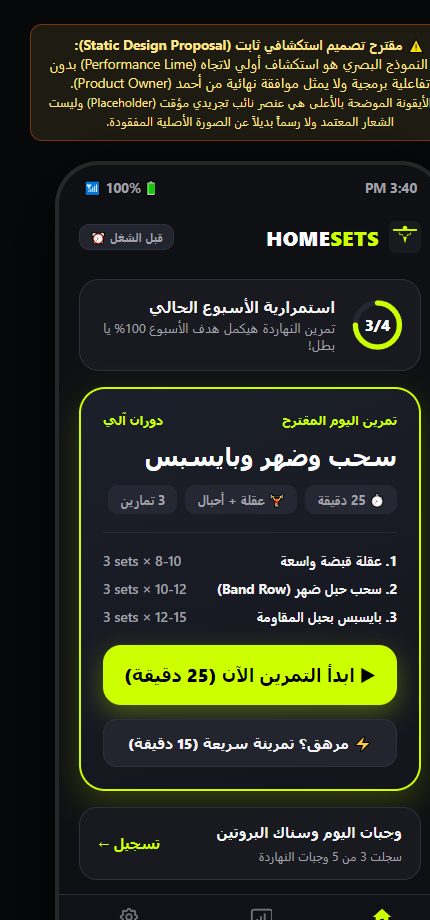 ⚠️ مقترح تصميم استكشافي ثابت (Static Design Proposal):
النموذج البصري هو استكشاف أولي لاتجاه (Performance Lime) بدون
تفاعلية برمجية ولا يمثل موافقة نهائية من أحمد (Product Owner).
الأيقونة الموضحة بالأعلى هي عنصر نائب تجريدي مؤقت (Placeholder) وليست
الشعار المعتمد ولا رسماً بديلاً عن الصورة الأصلية المفقودة.
PM 3:40
100%
HOMESETS
قبل الشغل ⏰
3/4
استمرارية الأسبوع الحالي
تمرين النهاردة هيكمل هدف الأسبوع 100% يا
بطل!
تمرين اليوم المقترح
دوران آلي
سحب وضهر وبايسبس
25 دقيقة
عقلة + أحبال
3 تمارين
1. عقلة قبضة واسعة
3 sets × 8-10
2. سحب حبل ضهر (Band Row)
3 sets × 10-12
3. بايسبس بحبل المقاومة
3 sets × 12-15
▶ ابدأ التمرين الآن (25 دقيقة)
⚡ مرهق؟ تمرينة سريعة (15 دقيقة)
وجبات اليوم وسناك البروتين
سجلت 3 من 5 وجبات النهاردة
تسجيل ←